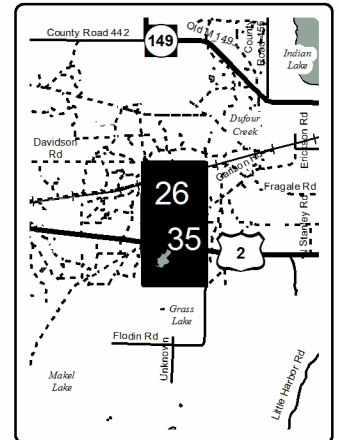 County Road 442
149
Old M 149
County
Road 455
Indian
Lake
Dufour
Creek
Davidson
Rd
Ganson Rd
Erickson Rd
26
Fragale Rd
N Stanley Rd
35
2
Grass
Lake
Flodin Rd
Unknown
Makel
Lake
Little Harbor Rd